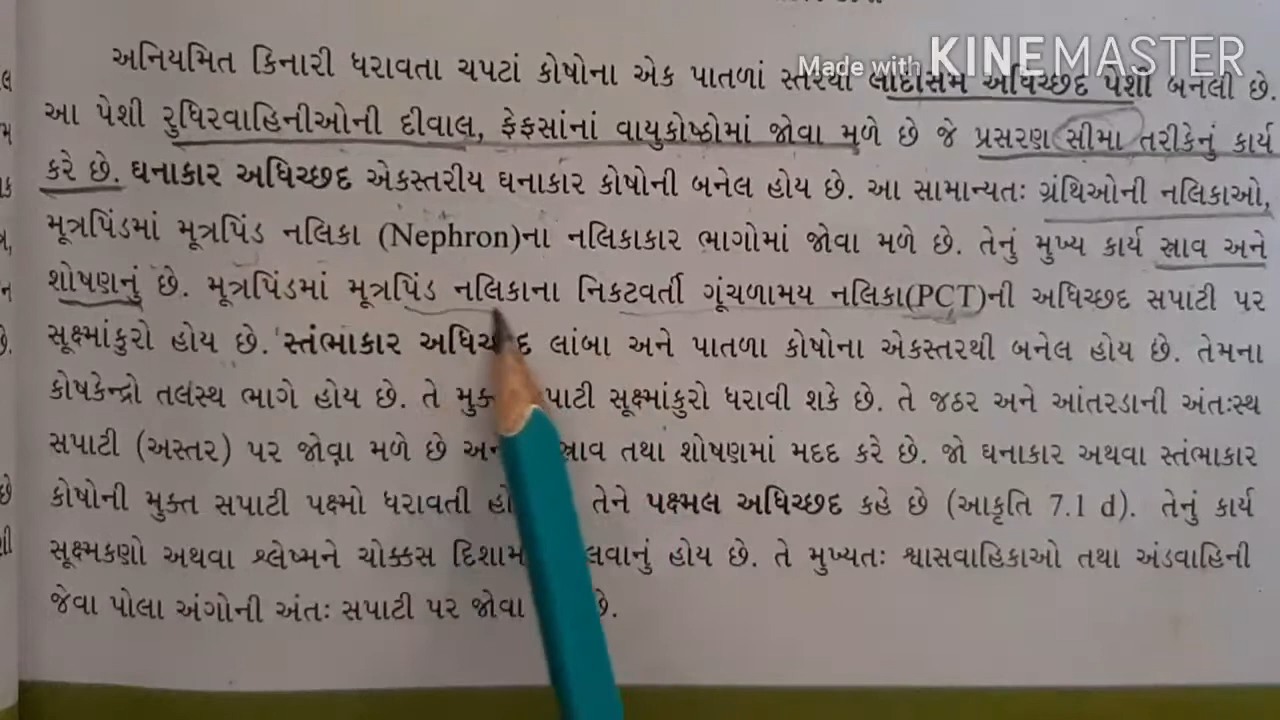 Made with KINEMASTER
અનિયમિત કિનારી ધરાવતા ચપટાં કોષોના એક પાતળાં સ્તરથી લાદીસમ અધિચ્છદ પેશી બનેલી છે.
આ પેશી રુધિરવાહિનીઓની દીવાલ, ફેફસાંનાં વાયુકોષ્ઠોમાં જોવા મળે છે જે પ્રસરણ સીમા તરીકેનું કાર્ય
કરે છે. ઘનાકાર અધિચ્છદ એકસ્તરીય ઘનાકાર કોષોની બનેલ હોય છે. આ સામાન્યતઃ ગ્રંથિઓની નલિકાઓ,
મૂત્રપિંડમાં મૂત્રપિંડ નલિકા (Nephron)ના નલિકાકાર ભાગોમાં જોવા મળે છે. તેનું મુખ્ય કાર્ય સ્રાવ અને
શોષણનું છે. મૂત્રપિંડમાં મૂત્રપિંડ નલિકાના નિકટવર્તી ગૂંચળામય નલિકા(PCT)ની અધિચ્છદ સપાટી પર
સૂક્ષ્માંકુરો હોય છે. સ્તંભાકાર અધિચ્છદ લાંબા અને પાતળા કોષોના એકસ્તરથી બનેલ હોય છે. તેમના
કોષકેન્દ્રો તલસ્થ ભાગે હોય છે. તે સૂક્ષ્માંકુરો ધરાવી શકે છે. તે જઠર અને આંતરડાની અંતઃસ્થ
સપાટી (અસ્તર) પર જોવા મળે છે સ્રાવ તથા શોષણમાં મદદ કરે છે. જો ઘનાકાર અથવા સ્તંભાકાર
કોષોની મુક્ત સપાટી પક્ષ્મો ધરાવતી તેને પક્ષ્મલ અધિચ્છદ કહે છે (આકૃતિ 7.1 d). તેનું કાર્ય
સૂક્ષ્મકણો અથવા શ્લેષ્મને ચોક્કસ હોય છે. તે મુખ્યતઃ શ્વાસવાહિકાઓ તથા અંડવાહિની
જેવા પોલા અંગોની અંતઃ સપાટી પર જોવા છે.